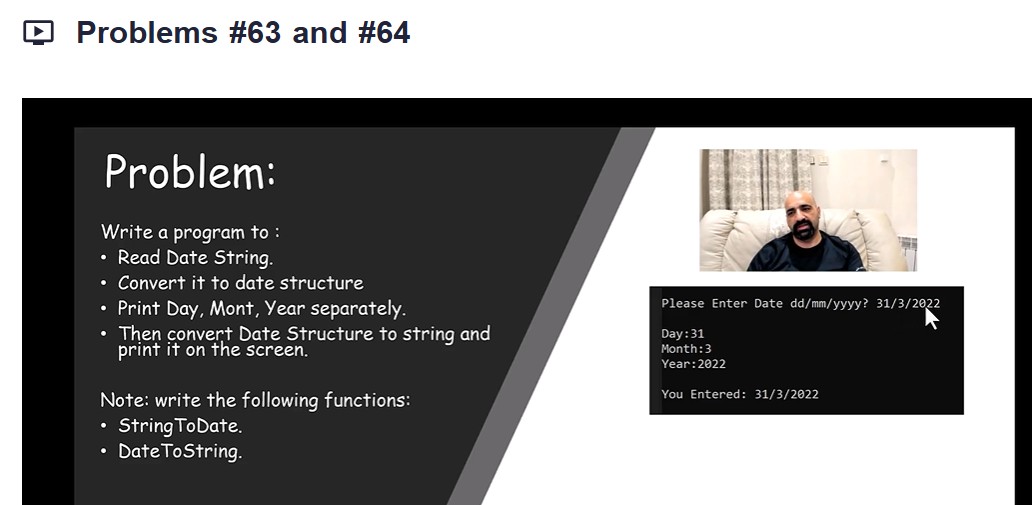 Problems #63 and #64
Problem:
Write a program to :
• Read Date String.
• Convert it to date structure
• Print Day, Mont, Year separately.
• Then convert Date Structure to string and
print it on the screen.
Note: write the following functions:
• StringToDate.
• DateToString.
Please Enter Date dd/mm/yyyy? 31/3/2022
Day:31
Month:3
Year:2022
You Entered: 31/3/2022